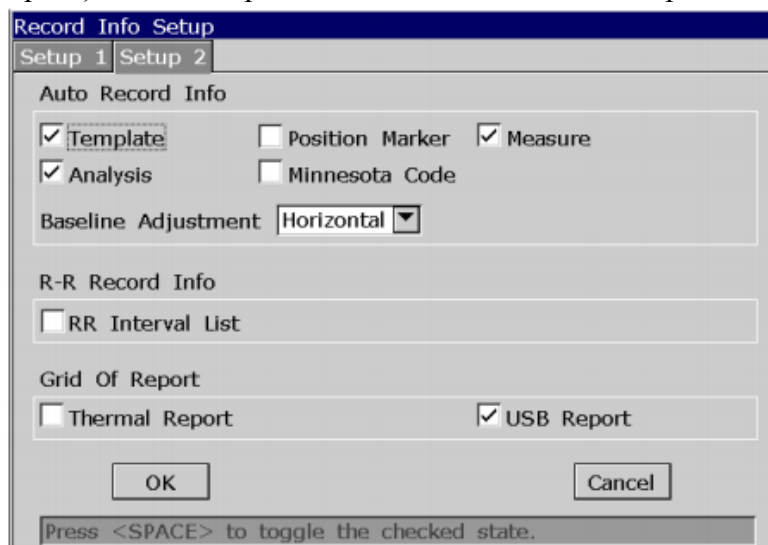 Record Info Setup
Setup 1 Setup 2
Auto Record Info
Template Position Marker Measure
Analysis Minnesota Code
Baseline Adjustment Horizontal
R-R Record Info
RR Interval List
Grid Of Report
Thermal Report USB Report
OK Cancel
Press <SPACE> to toggle the checked state.